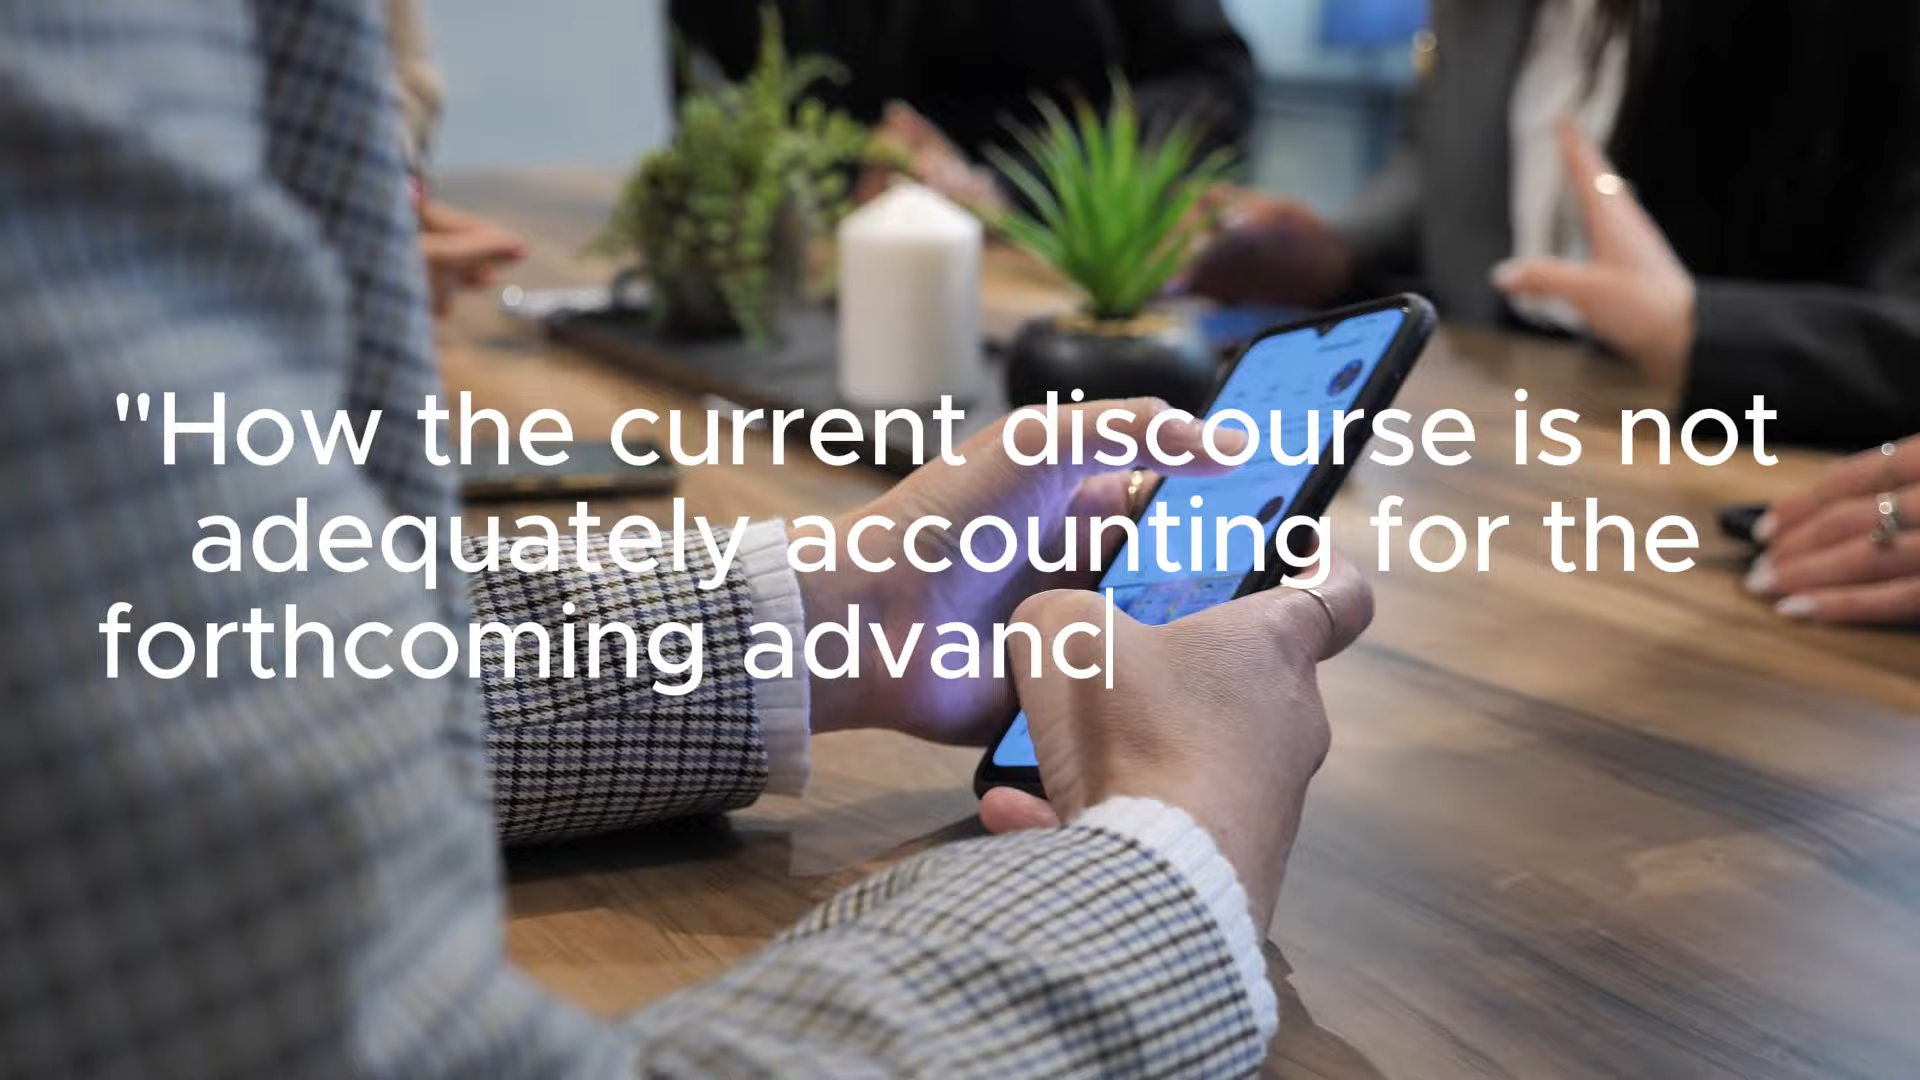 "How the current discourse is not
adequately accounting for the
forthcoming advanc